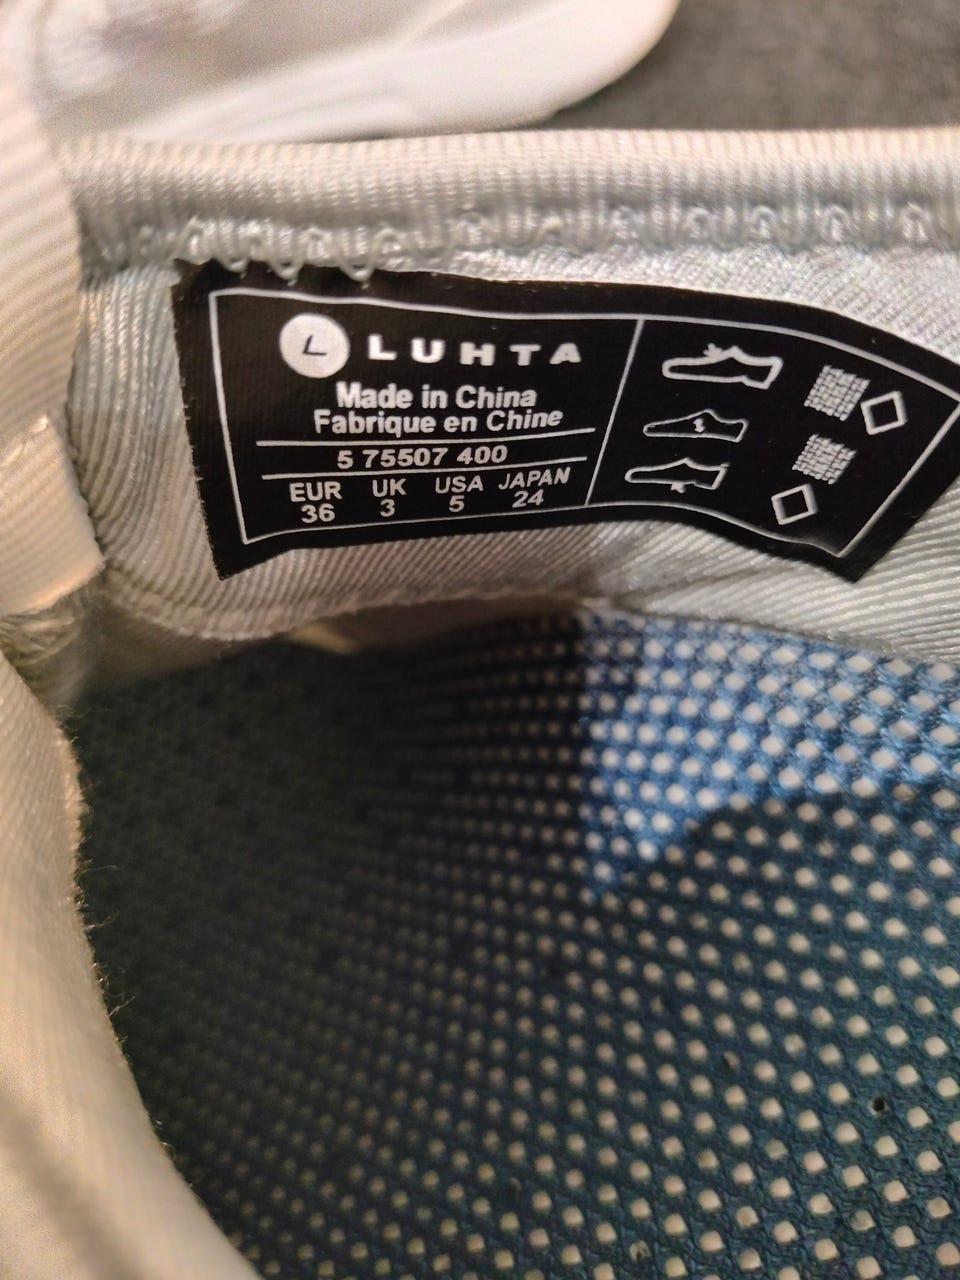 L LUHTA
Made in China
Fabrique en Chine
5 75507 400
EUR UK USA JAPAN
36 3 5 24